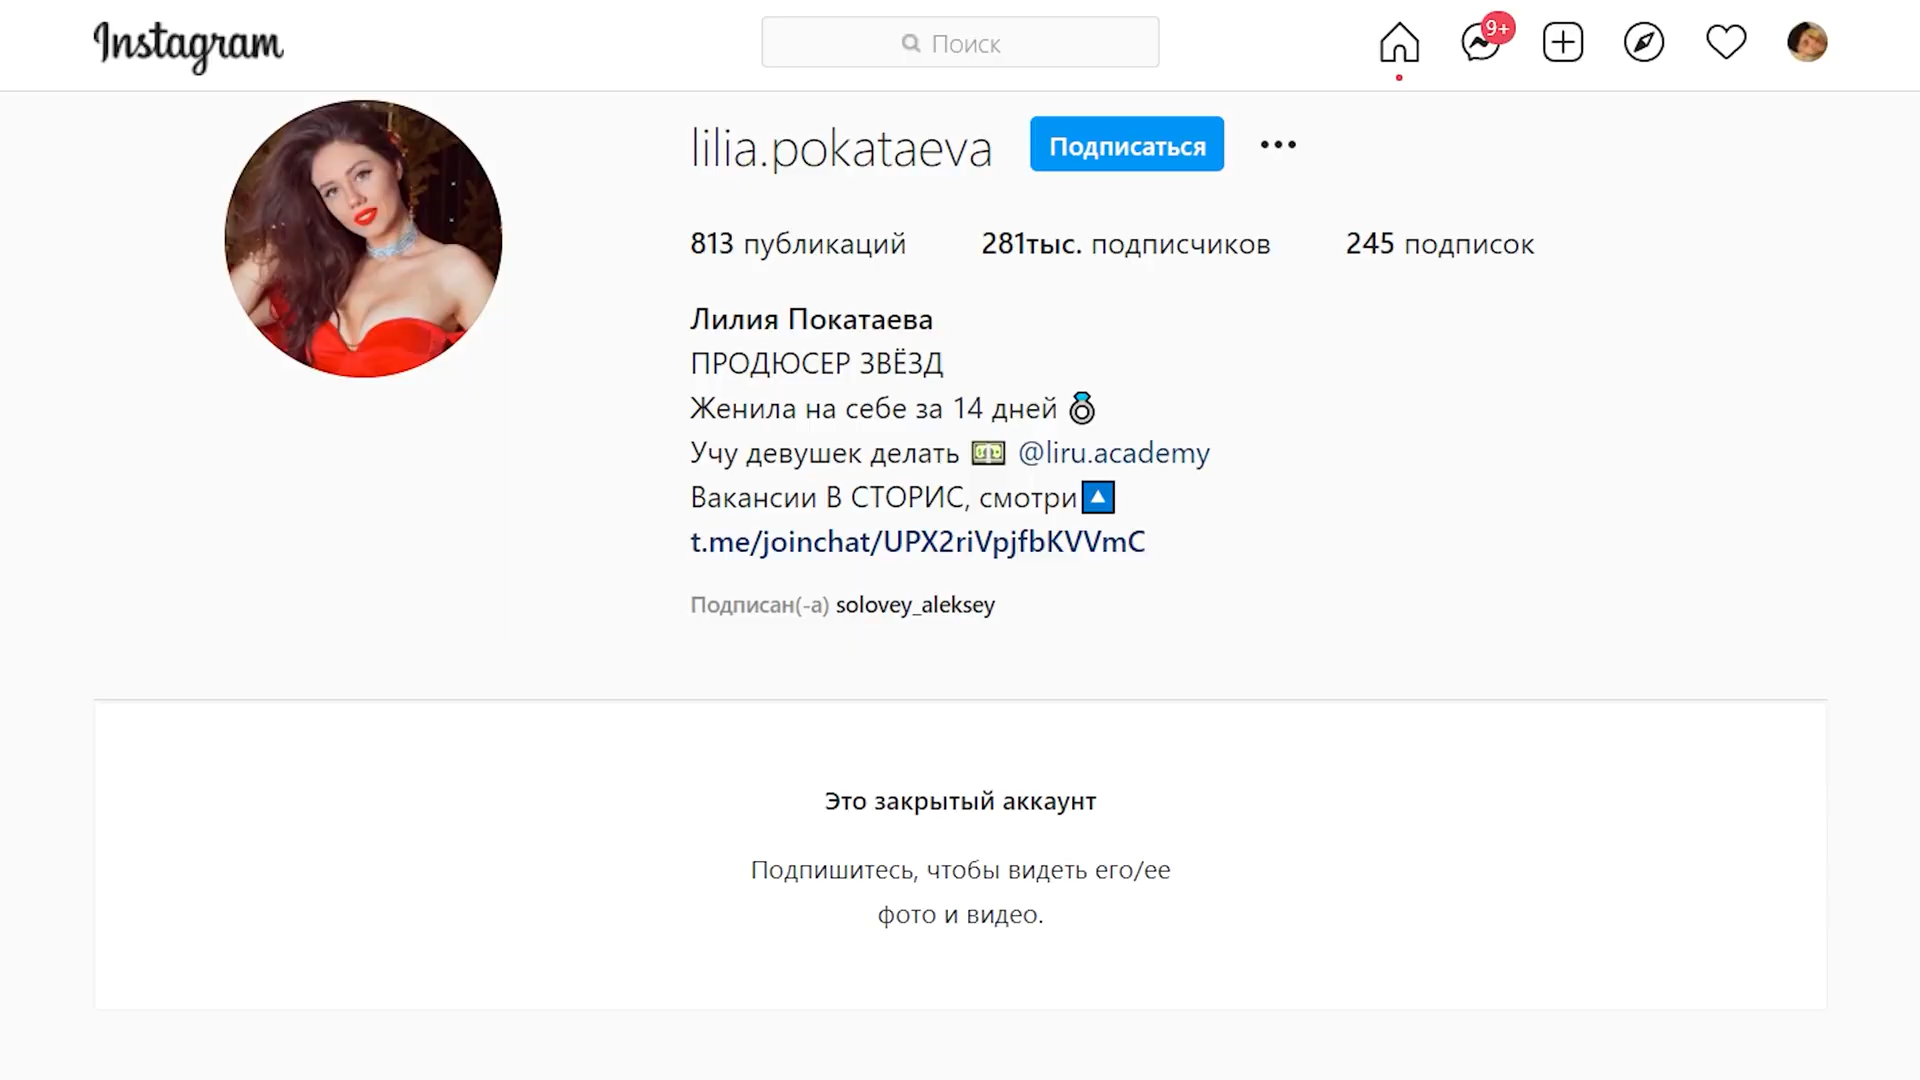 Instagram
Поиск
9+
lilia.pokataeva
Подписаться
813 публикаций 281тыс. подписчиков 245 подписок
Лилия Покатаева
ПРОДЮСЕР ЗВЁЗД
Женила на себе за 14 дней 💍
Учу девушек делать 💵 @liru.academy
Вакансии В СТОРИС, смотри🔼
t.me/joinchat/UPX2riVpjfbKVVmC
Подписан(-а) solovey_aleksey
Это закрытый аккаунт
Подпишитесь, чтобы видеть его/ее
фото и видео.